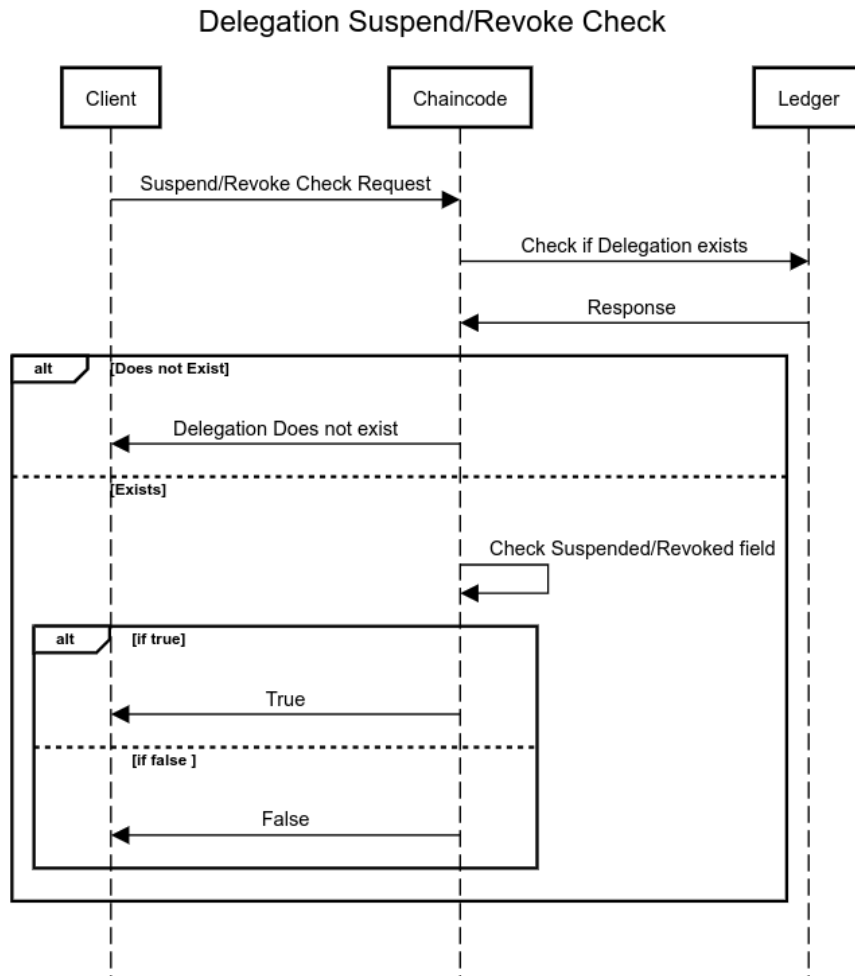 Delegation Suspend/Revoke Check
Client
Chaincode
Ledger
Suspend/Revoke Check Request
Check if Delegation exists
Response
alt
[Does not Exist]
Delegation Does not exist
[Exists]
Check Suspended/Revoked field
alt
[if true]
True
[if false ]
False